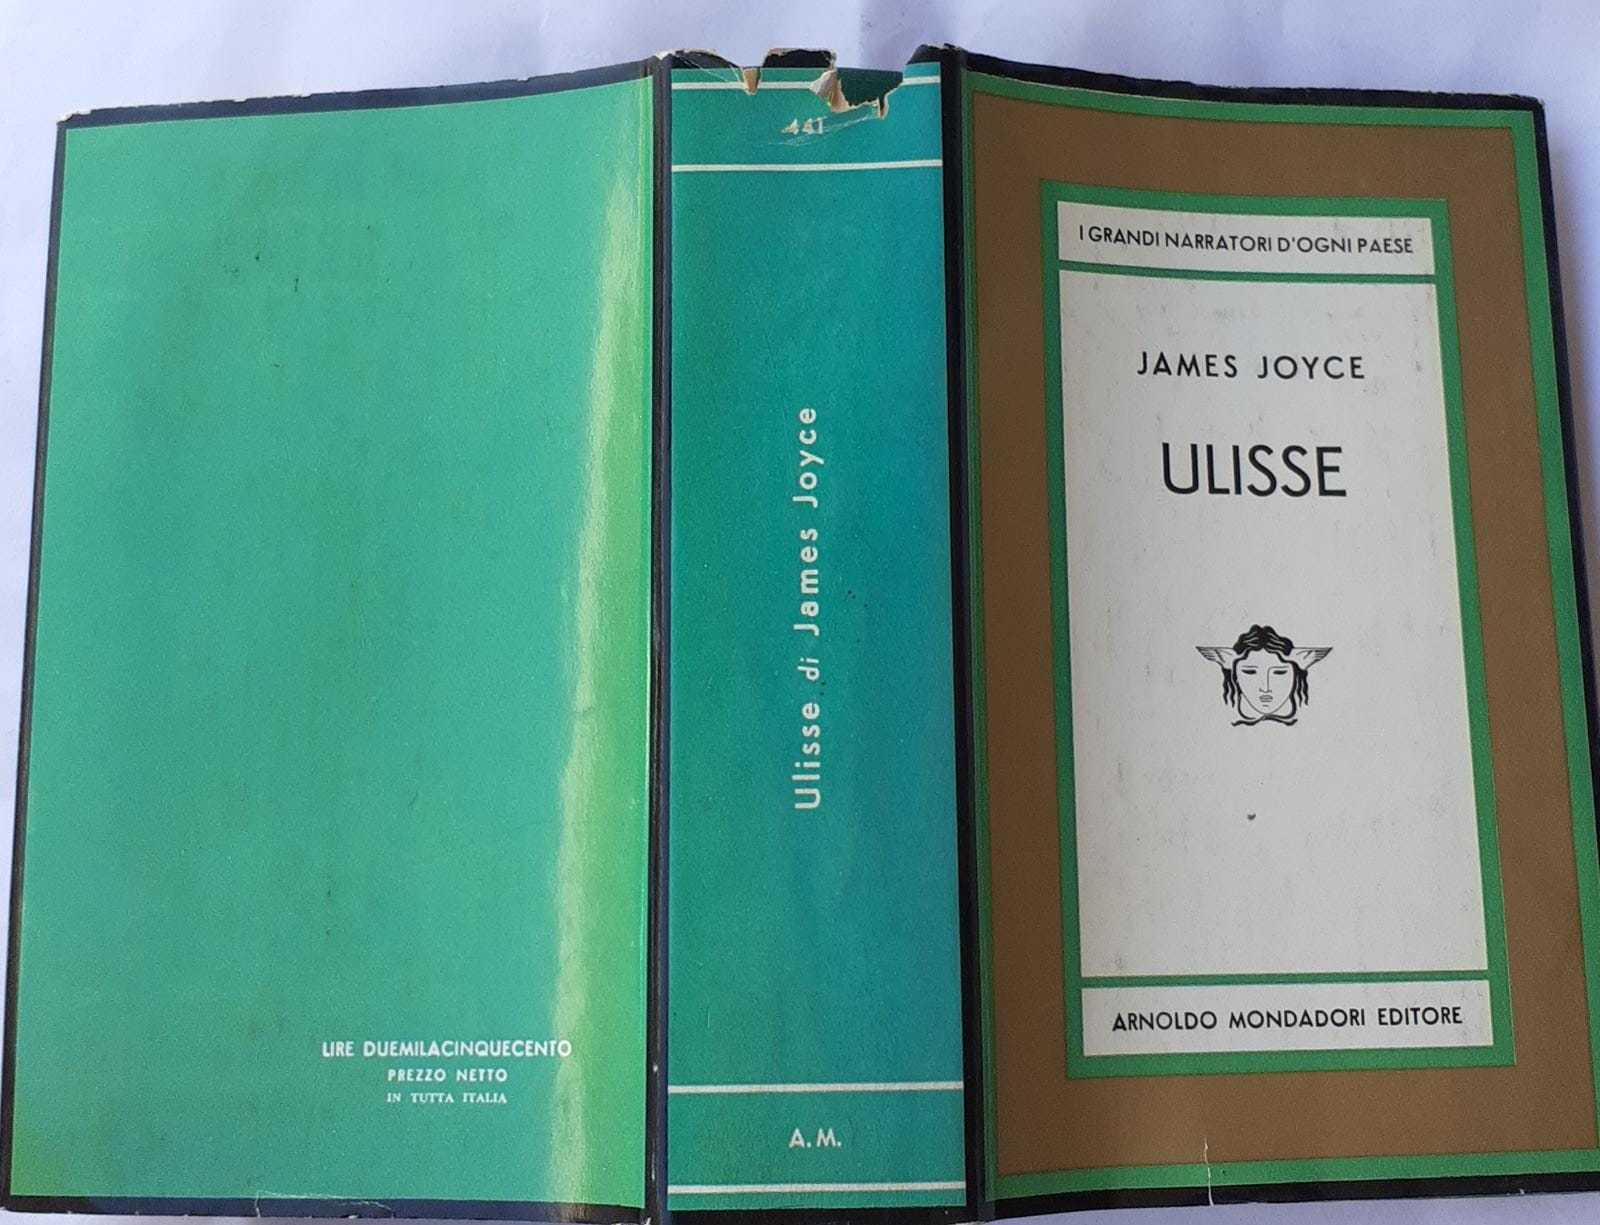 LIRE DUEMILACINQUECENTO
PREZZO NETTO
IN TUTTA ITALIA
441
Ulisse di James Joyce
A. M.
I GRANDI NARRATORI D'OGNI PAESE
JAMES JOYCE
ULISSE
ARNOLDO MONDADORI EDITORE